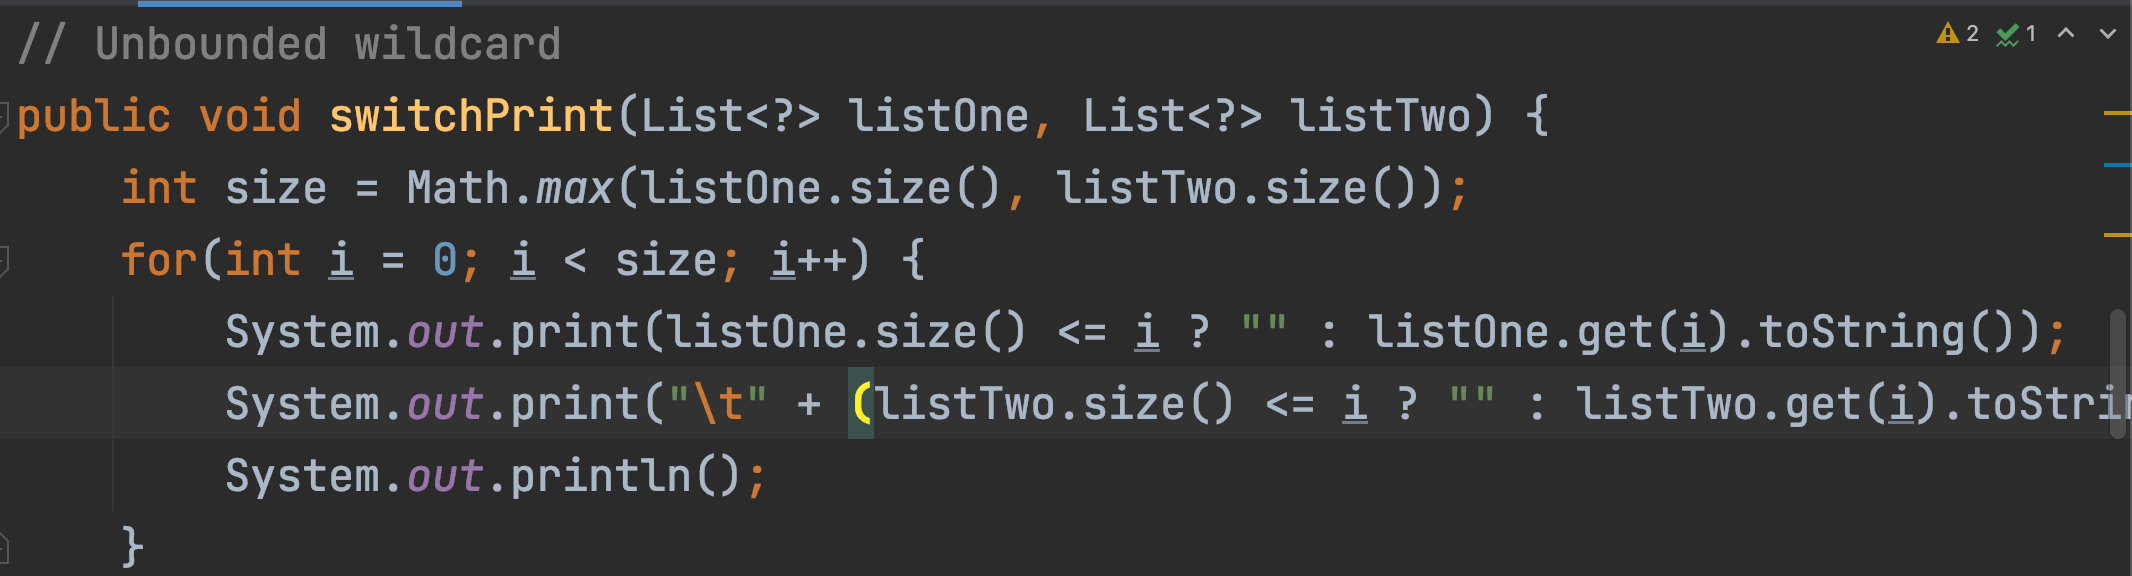 // Unbounded wildcard
2 1
public void switchPrint(List<?> listOne, List<?> listTwo) {
int size = Math.max(listOne.size(), listTwo.size());
for(int i = 0; i < size; i++) {
System.out.print(listOne.size() <= i ? "" : listOne.get(i).toString());
System.out.print("\t" + (listTwo.size() <= i ? "" : listTwo.get(i).toStrin
System.out.println();
}